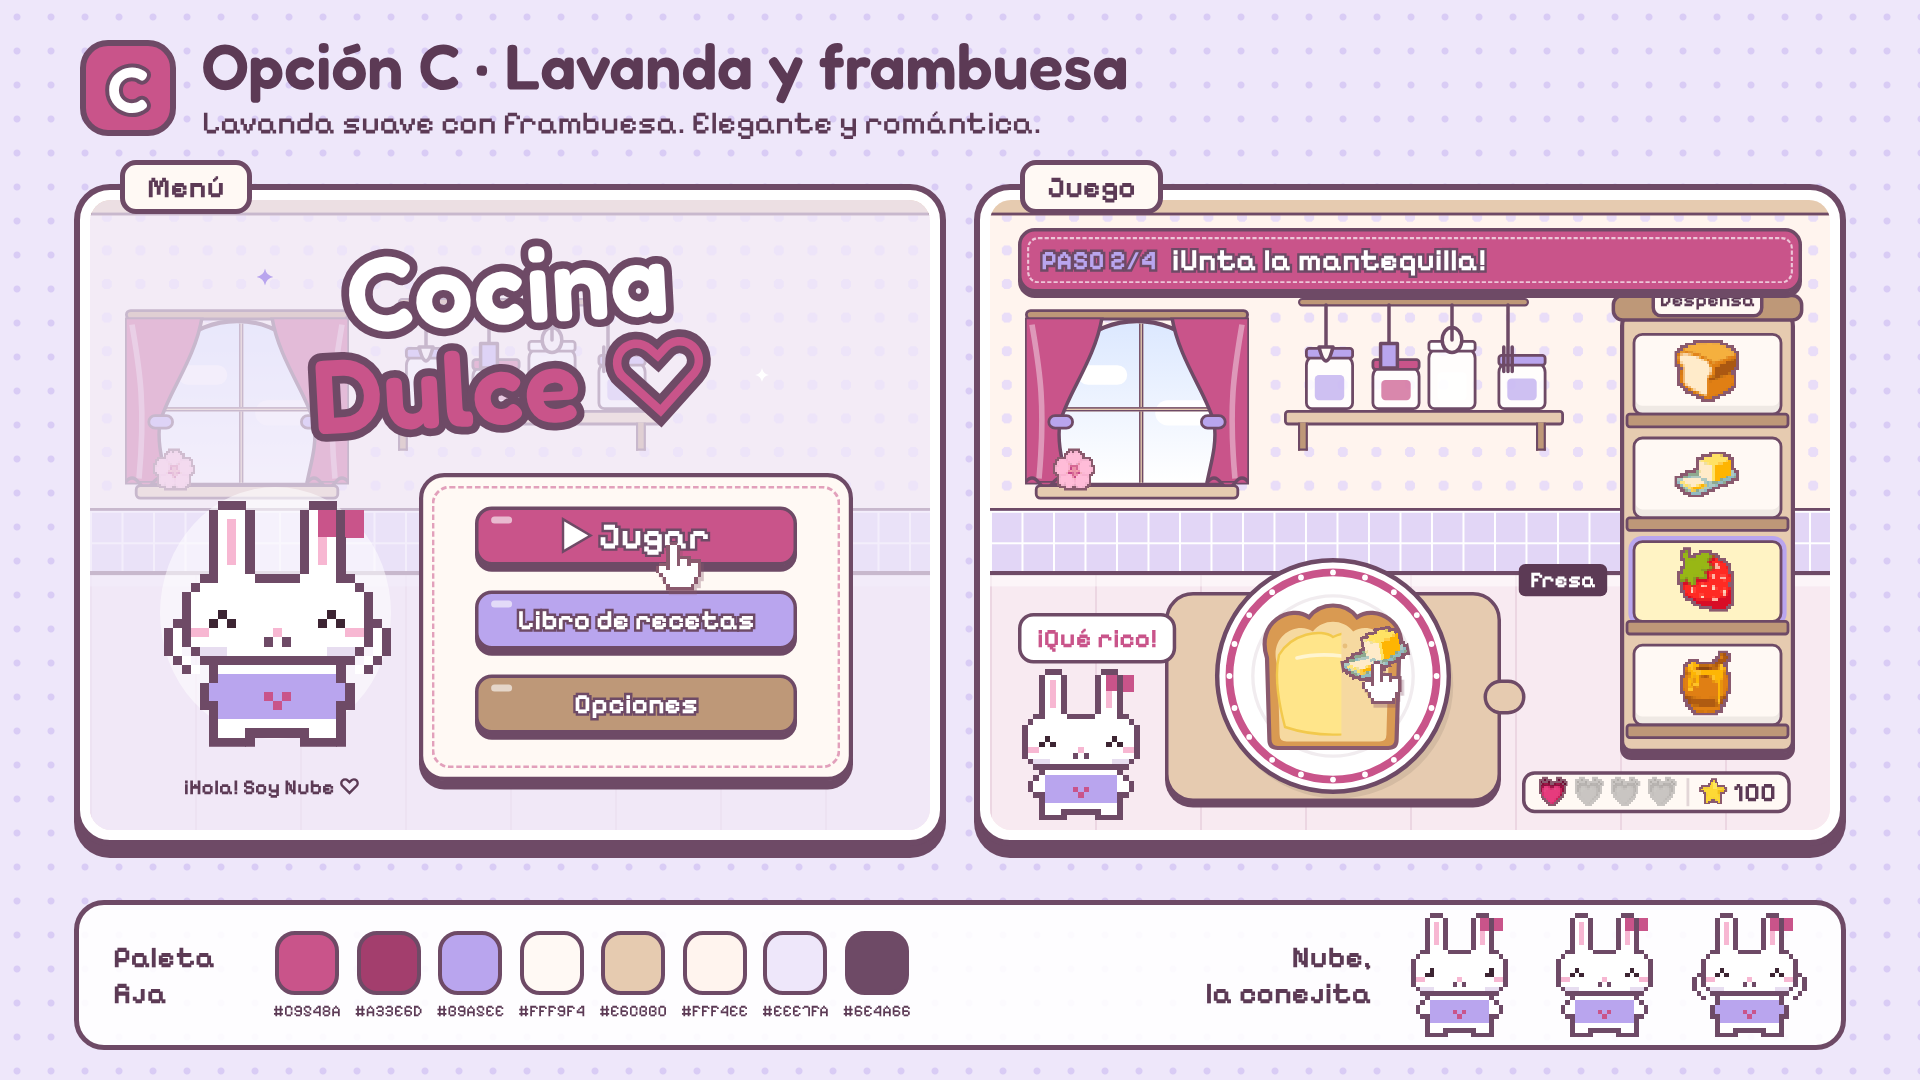 C
Opción C · Lavanda y frambuesa
Lavanda suave con frambuesa. Elegante y romántica.
Menú
Cocina
Dulce
Jugar
Libro de recetas
Opciones
¡Hola! Soy Nube ♡
Juego
PASO 2/4 ¡Unta la mantequilla!
Despensa
Fresa
¡Qué rico!
100
Paleta
Aja
#C9548A #A33E6D #B9A5EE #FFF9F4 #E6CBB0 #FFF4EE #EEE7FA #6E4A66
Nube,
la conejita